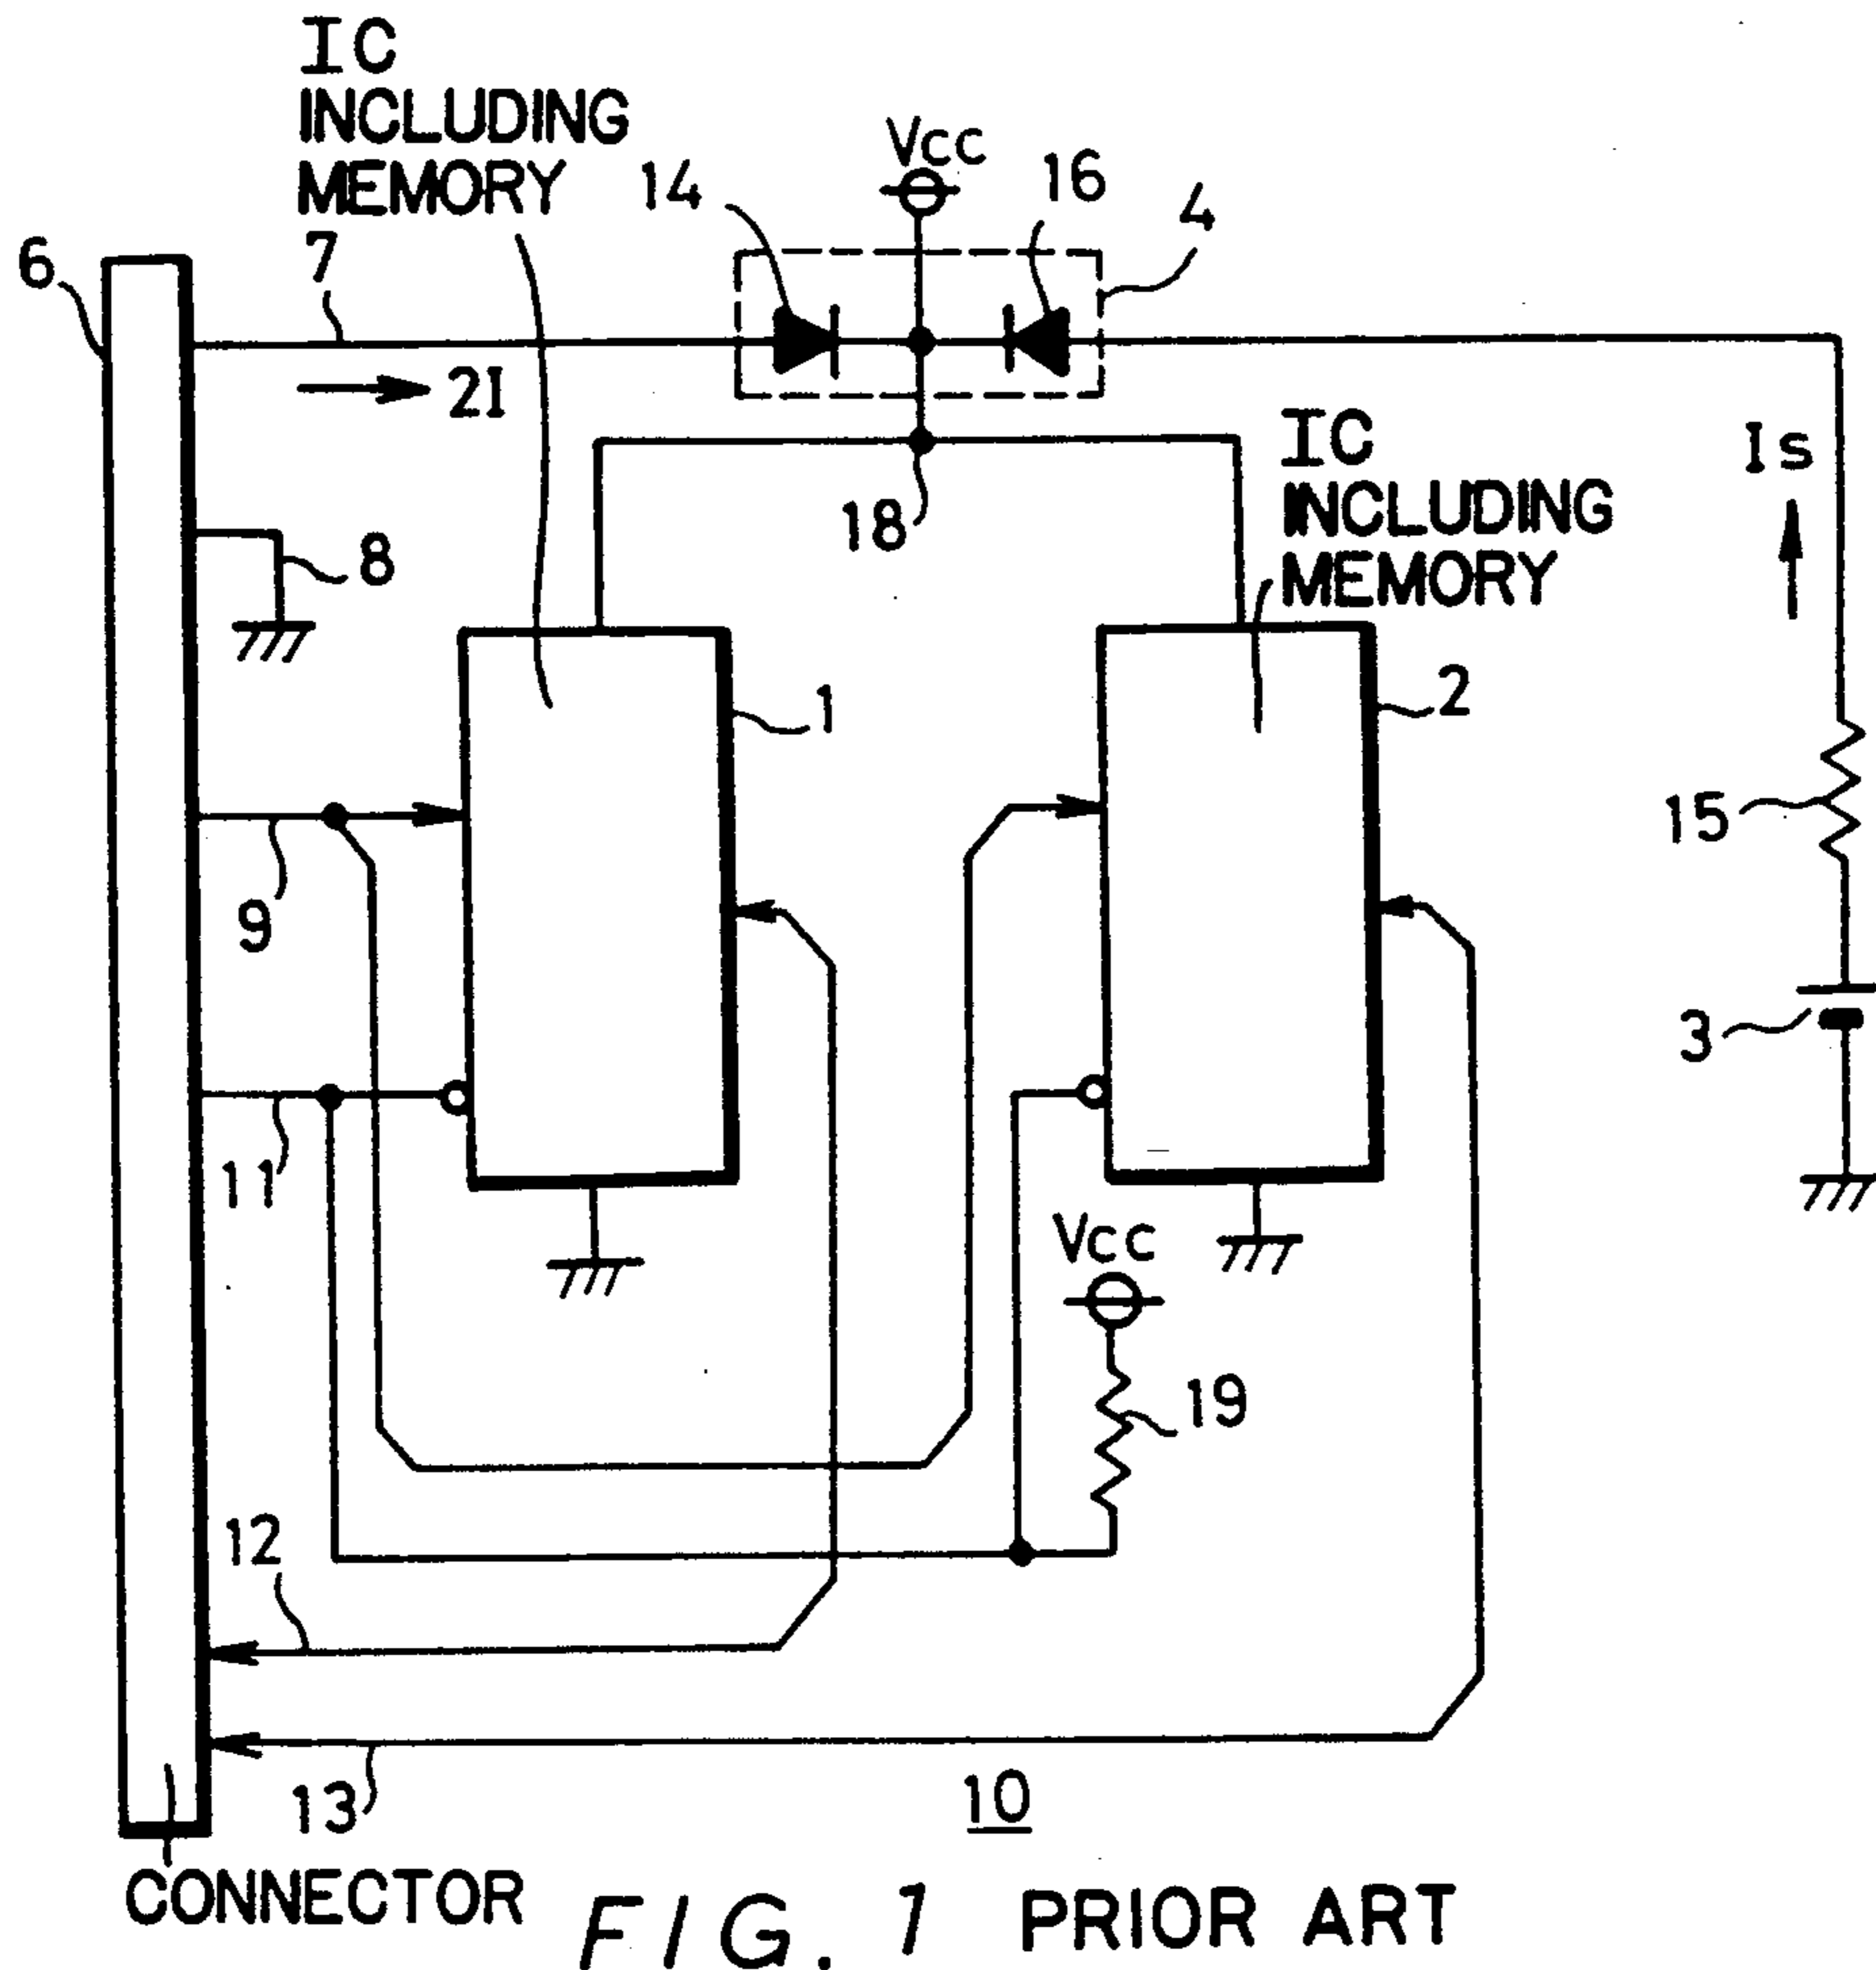 IC
INCLUDING
MEMORY
14
Vcc
16
4
6
7
2I
IC
INCLUDING
MEMORY
Is
18
8
1
2
15
9
3
11
Vcc
19
12
13
10
CONNECTOR
FIG. 1 PRIOR ART